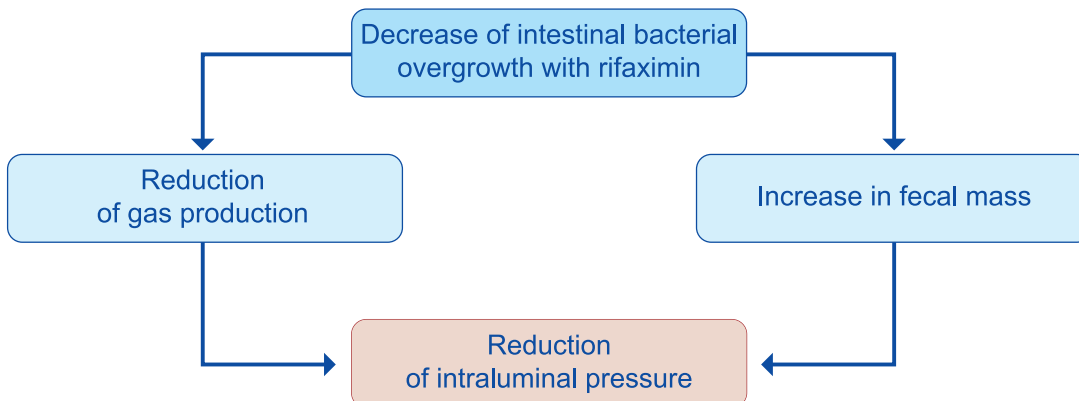 Decrease of intestinal bacterial
overgrowth with rifaximin
Reduction
of gas production
Increase in fecal mass
Reduction
of intraluminal pressure